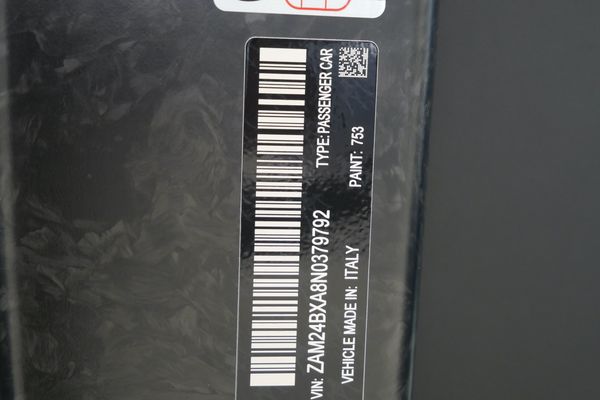 VIN: ZAM24BXA8N0379792 TYPE: PASSENGER CAR
VEHICLE MADE IN: ITALY PAINT: 753